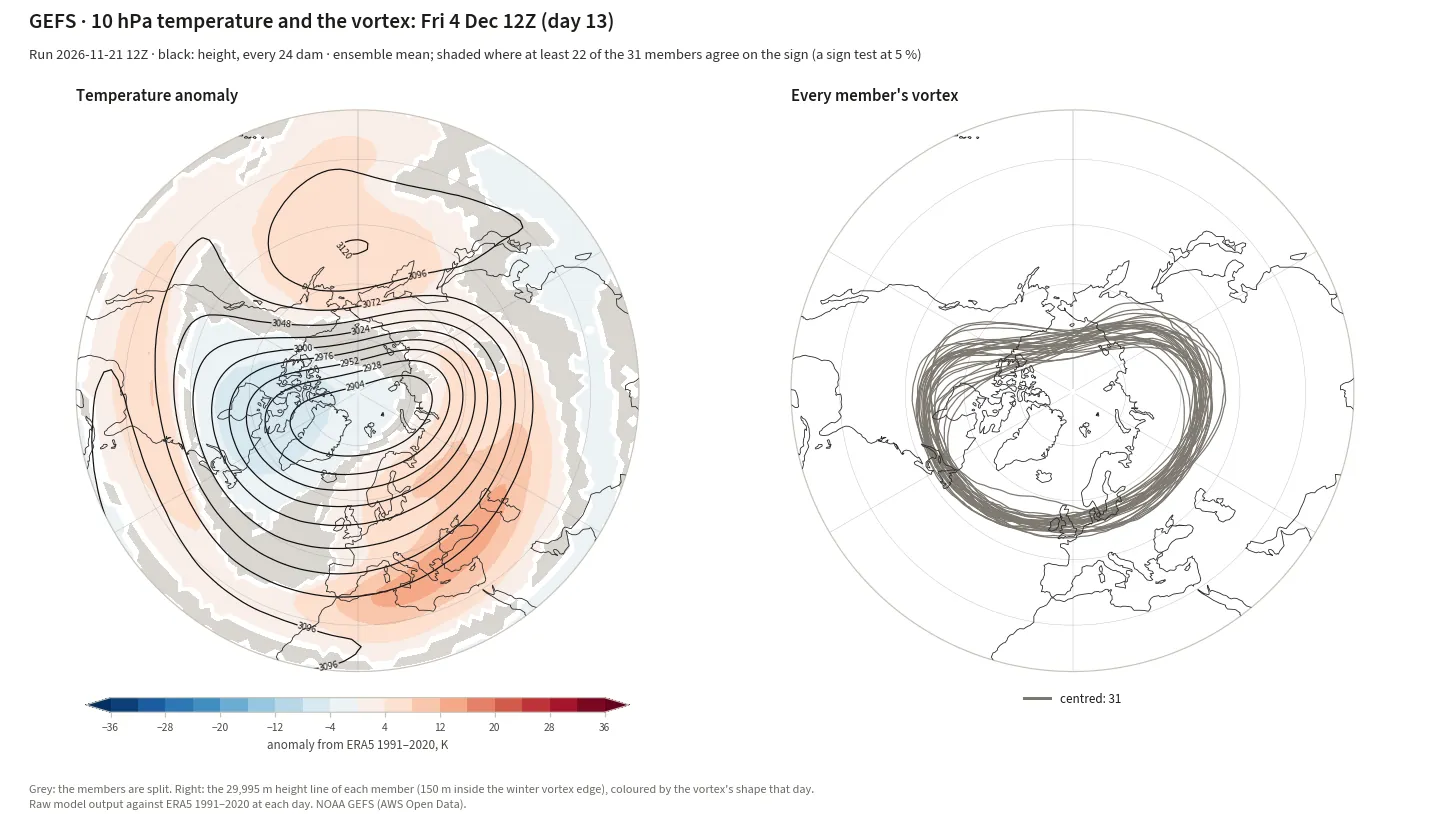 GEFS · 10 hPa temperature and the vortex: Fri 4 Dec 12Z (day 13)
Run 2026-11-21 12Z · black: height, every 24 dam · ensemble mean; shaded where at least 22 of the 31 members agree on the sign (a sign test at 5 %)
Temperature anomaly
Every member's vortex
3120
3096
3072
3048
3024
3000
2976
2952
2928
2904
3096
3096
centred: 31
−36 −28 −20 −12 −4 4 12 20 28 36
anomaly from ERA5 1991–2020, K
Grey: the members are split. Right: the 29,995 m height line of each member (150 m inside the winter vortex edge), coloured by the vortex's shape that day.
Raw model output against ERA5 1991–2020 at each day. NOAA GEFS (AWS Open Data).